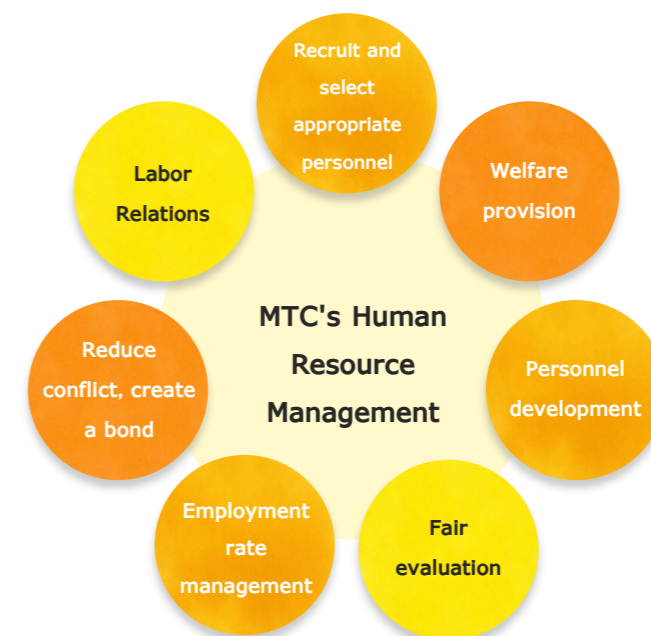 Recruit and
select
appropriate
personnel
Welfare
provision
Personnel
development
Fair
evaluation
Employment
rate
management
Reduce
conflict, create
a bond
Labor
Relations
MTC's Human
Resource
Management